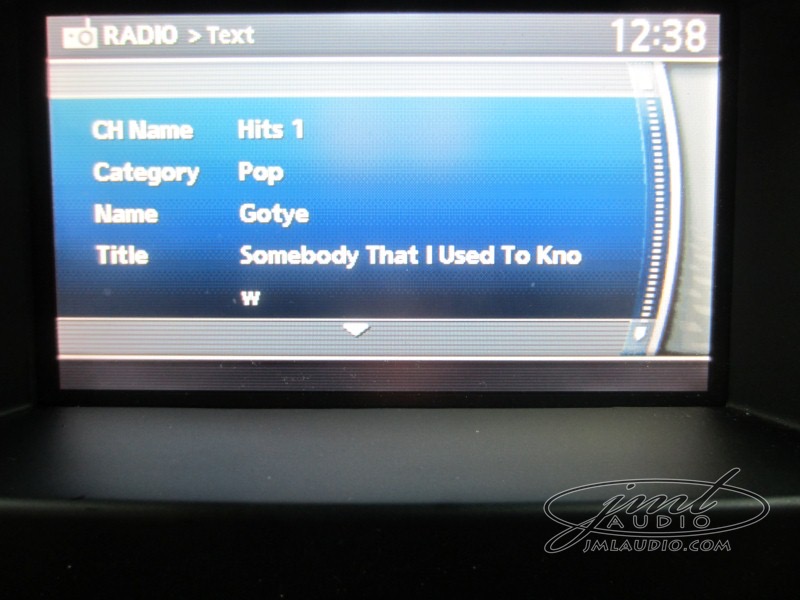 RADIO > Text 12:38
CH Name Hits 1
Category Pop
Name Gotye
Title Somebody That I Used To Kno
w
jml
AUDIO
JMLAUDIO.COM